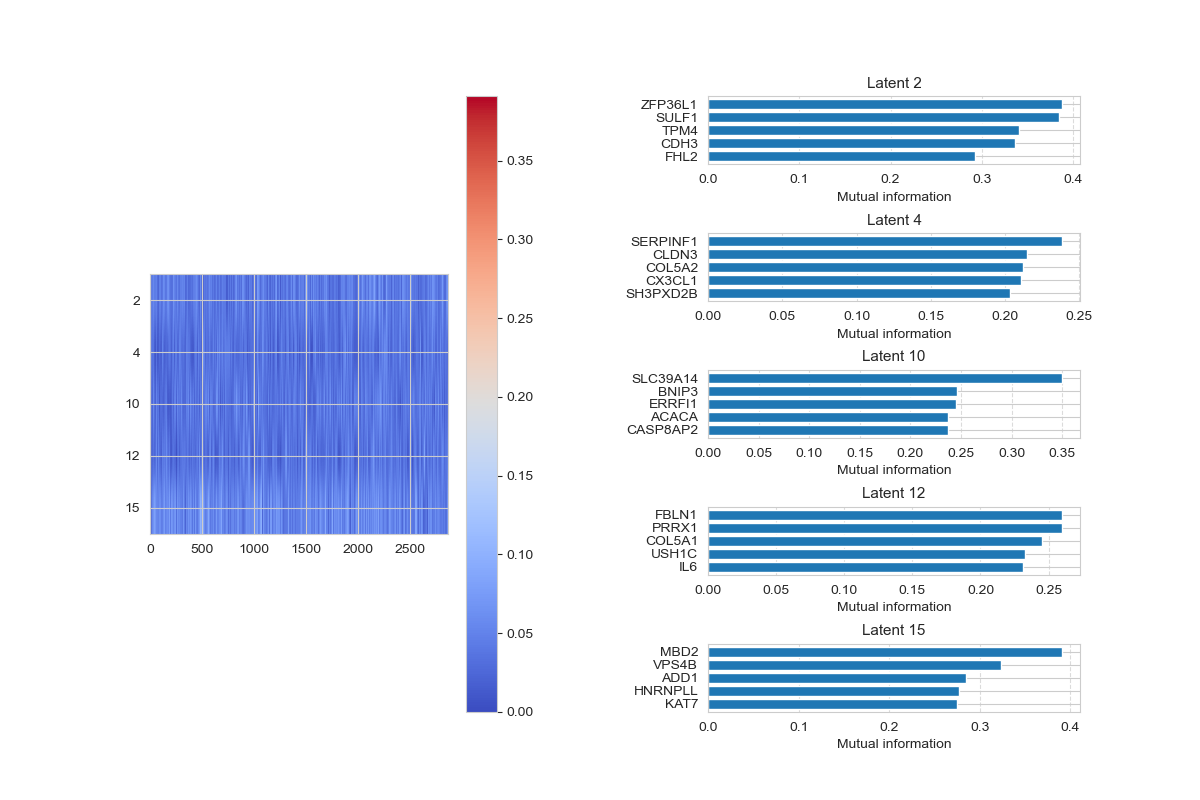 2
4
10
12
15
0 500 1000 1500 2000 2500
0.35
0.30
0.25
0.20
0.15
0.10
0.05
0.00
Latent 2
ZFP36L1
SULF1
TPM4
CDH3
FHL2
0.0 0.1 0.2 0.3 0.4
Mutual information
Latent 4
SERPINF1
CLDN3
COL5A2
CX3CL1
SH3PXD2B
0.00 0.05 0.10 0.15 0.20 0.25
Mutual information
Latent 10
SLC39A14
BNIP3
ERRFI1
ACACA
CASP8AP2
0.00 0.05 0.10 0.15 0.20 0.25 0.30 0.35
Mutual information
Latent 12
FBLN1
PRRX1
COL5A1
USH1C
IL6
0.00 0.05 0.10 0.15 0.20 0.25
Mutual information
Latent 15
MBD2
VPS4B
ADD1
HNRNPLL
KAT7
0.0 0.1 0.2 0.3 0.4
Mutual information